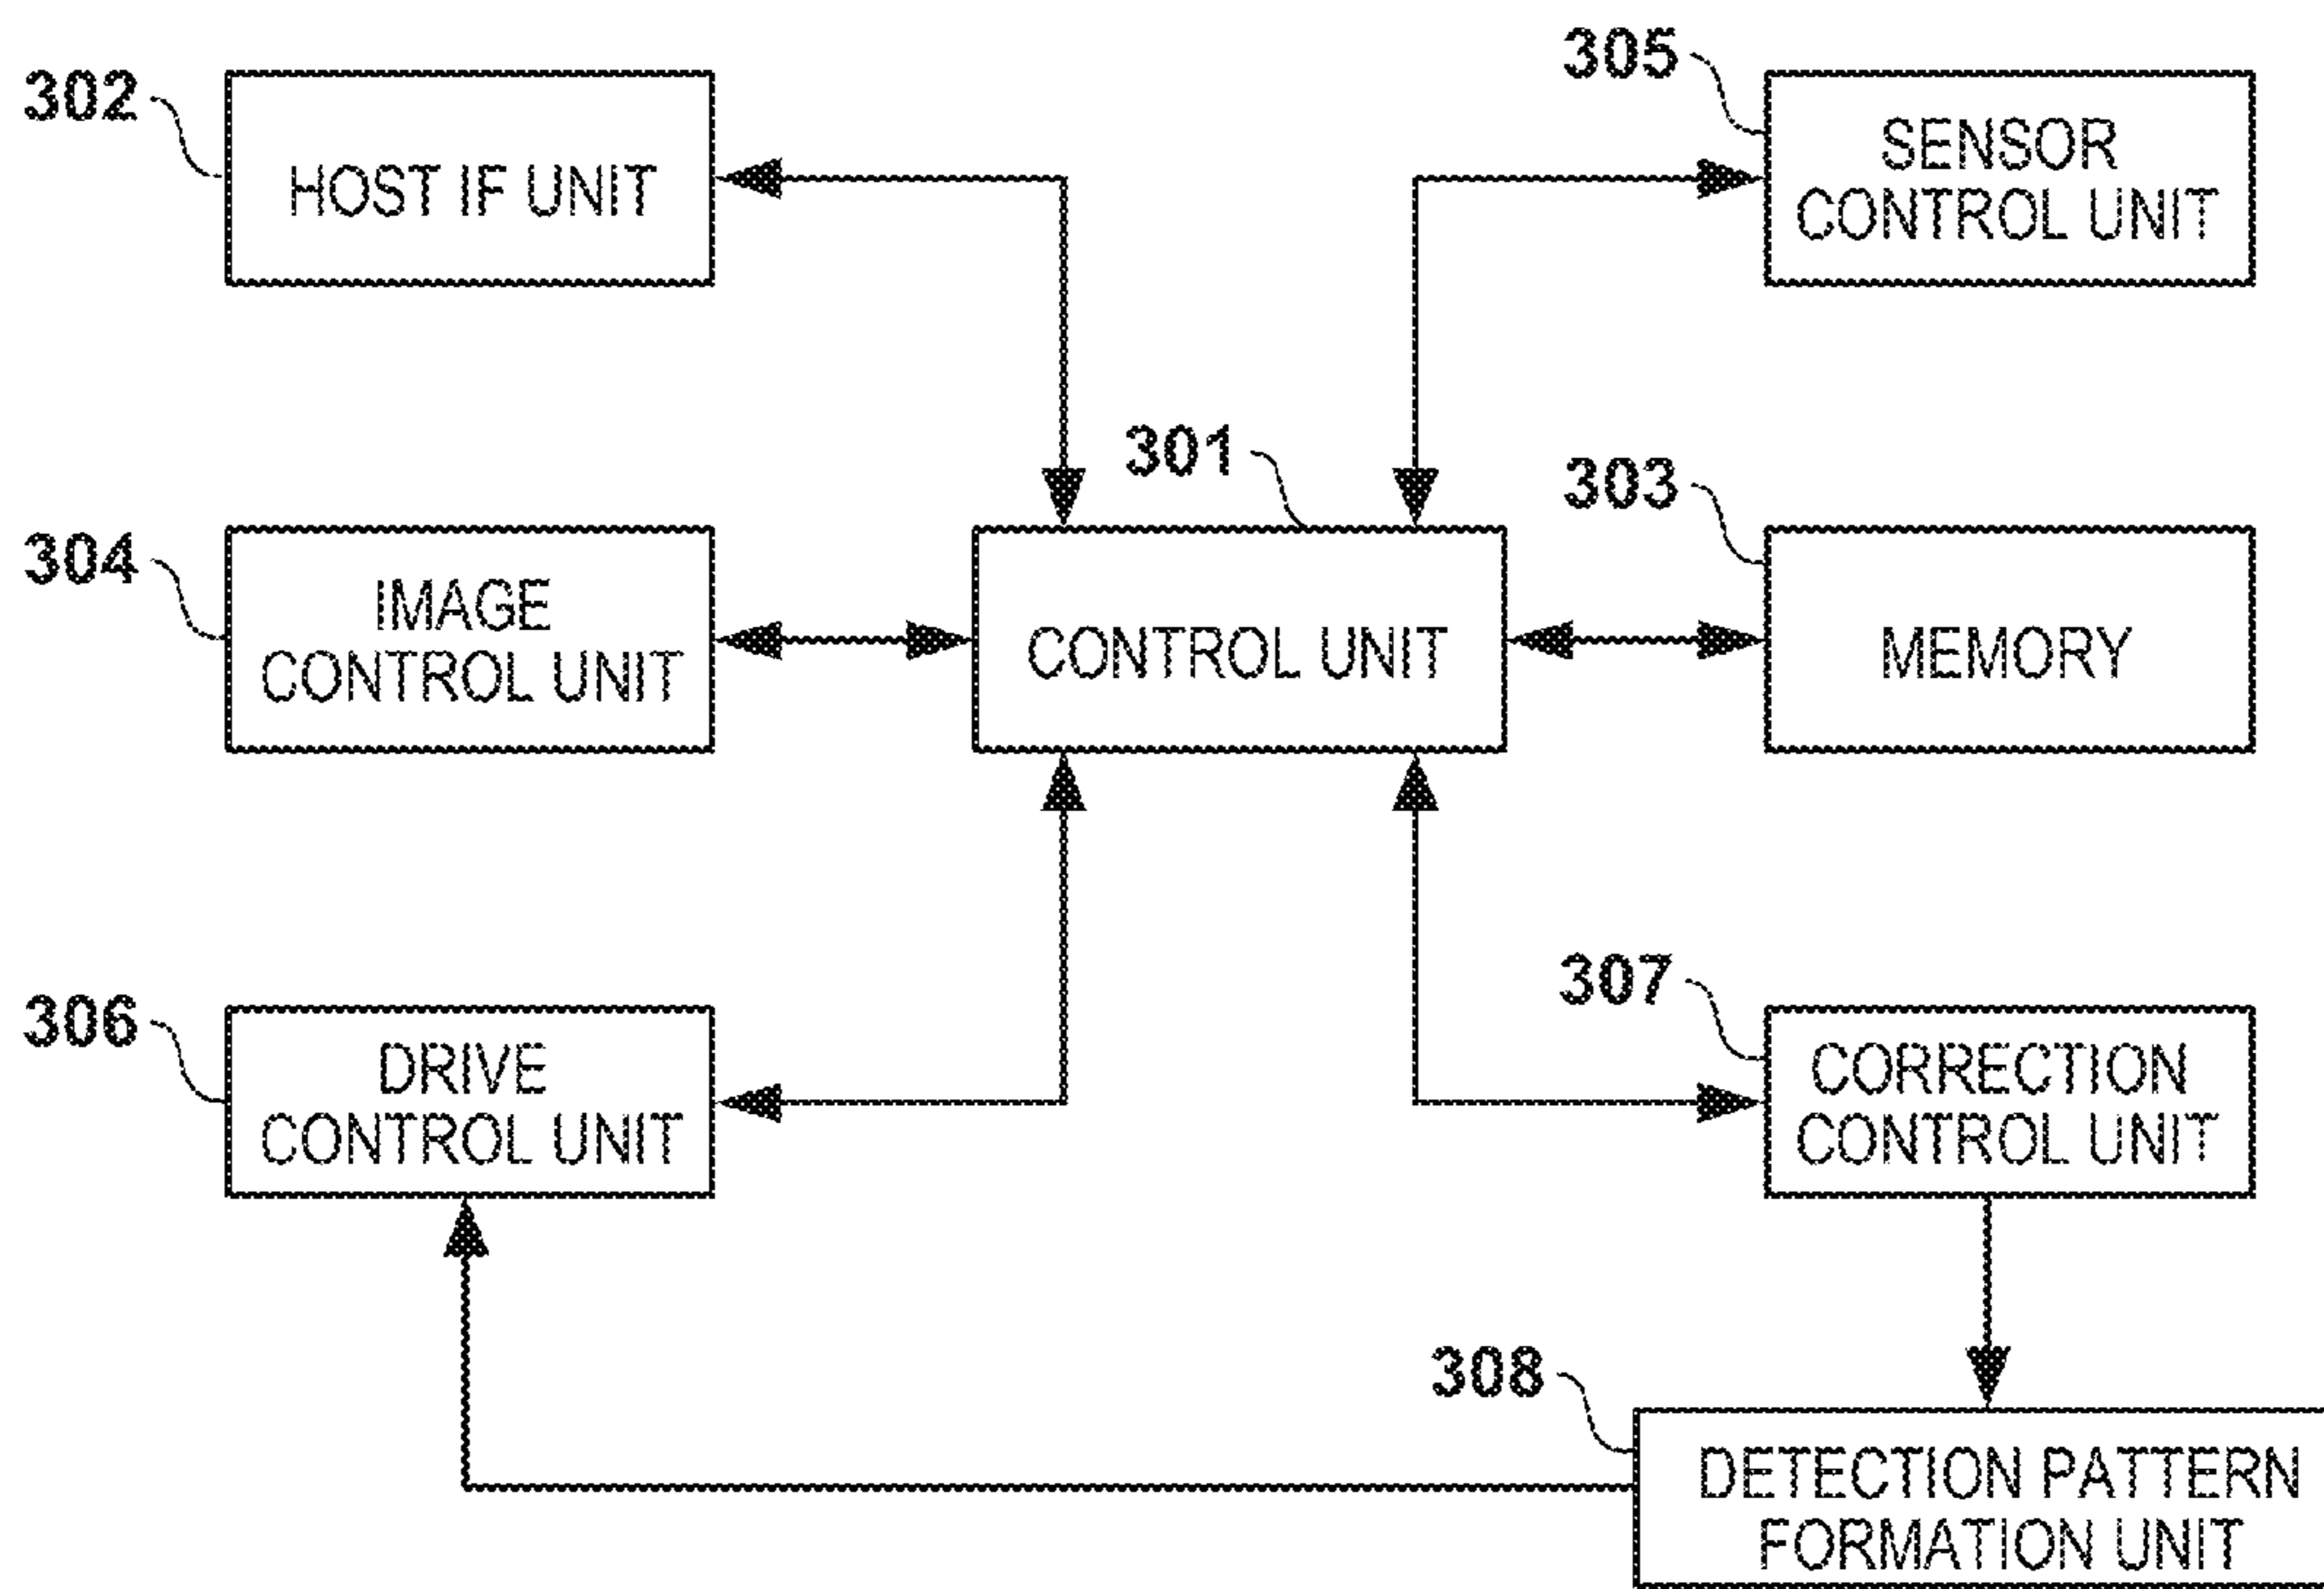 302
HOST IF UNIT
305
SENSOR
CONTROL UNIT
304
IMAGE
CONTROL UNIT
301
CONTROL UNIT
303
MEMORY
306
DRIVE
CONTROL UNIT
307
CORRECTION
CONTROL UNIT
308
DETECTION PATTERN
FORMATION UNIT